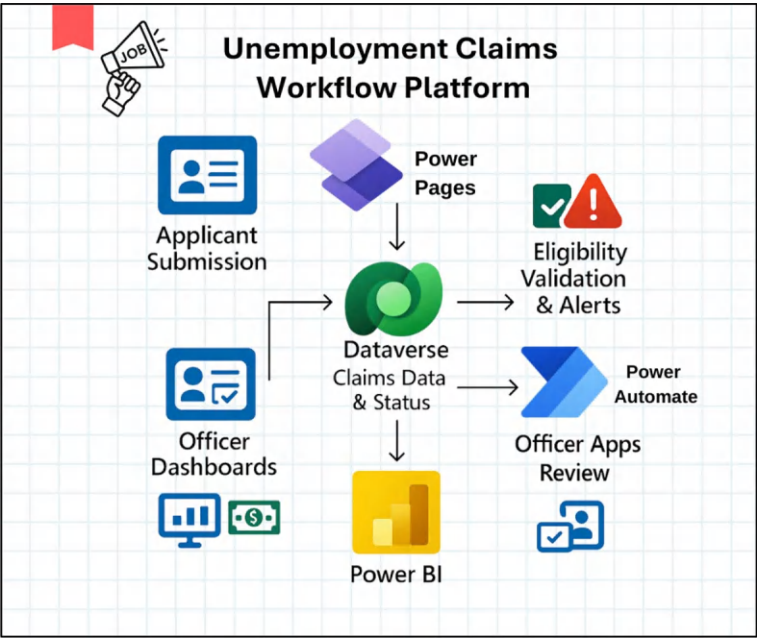 JOB
Unemployment Claims
Workflow Platform
Power
Pages
Applicant
Submission
Eligibility
Validation
& Alerts
Dataverse
Claims Data
& Status
Power
Automate
Officer
Dashboards
Officer Apps
Review
Power BI